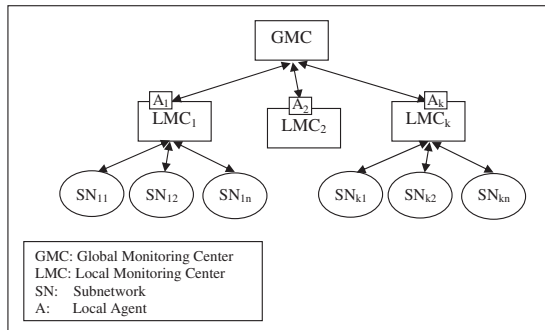 GMC
A₁ A₂ Aₖ
LMC₁ LMC₂ LMCₖ
SN₁₁ SN₁₂ SN₁ₙ SNₖ₁ SNₖ₂ SNₖₙ
GMC: Global Monitoring Center
LMC: Local Monitoring Center
SN: Subnetwork
A: Local Agent